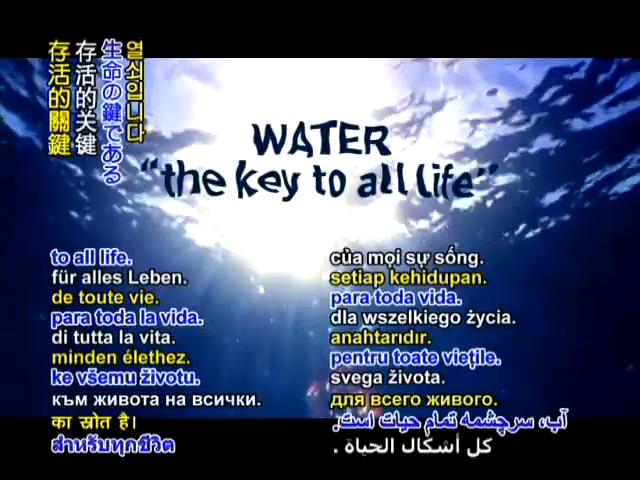 열쇠입니다
生命の鍵である
存活的关键
存活的關鍵
WATER
"the key to all life"
to all life.
für alles Leben.
de toute vie.
para toda la vida.
di tutta la vita.
minden élethez.
ke všemu životu.
към живота на всички.
का स्रोत है।
สำหรับทุกชีวิต
của mọi sự sống.
setiap kehidupan.
para toda vida.
dla wszelkiego życia.
anahtarıdır.
pentru toate viețile.
svega života.
для всего живого.
آب، سرچشمه تمام حیات است.
كل أشكال الحياة .